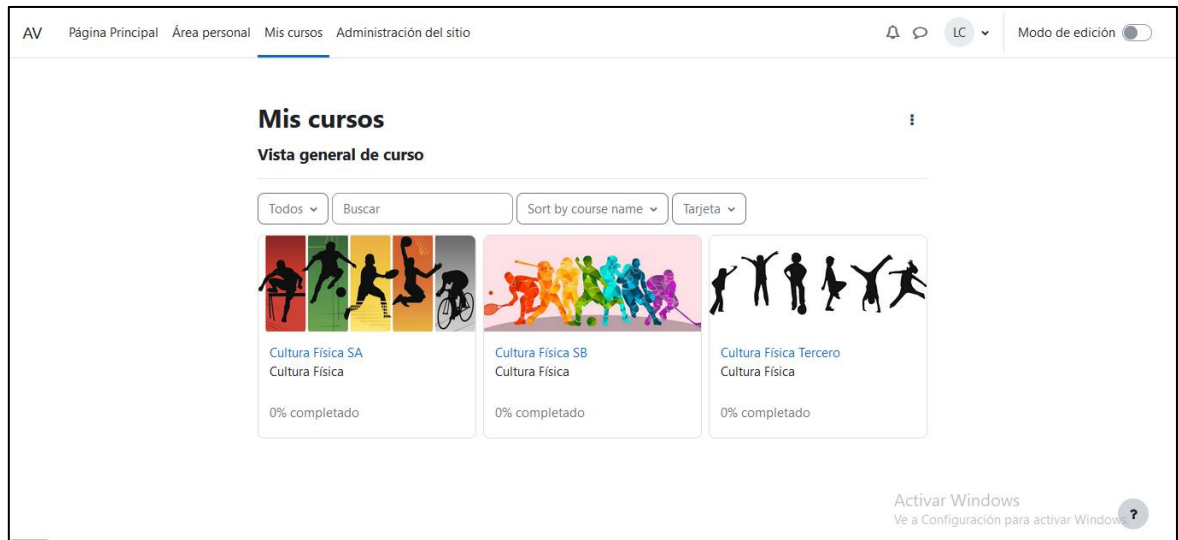 AV Página Principal Área personal Mis cursos Administración del sitio LC Modo de edición
Mis cursos
Vista general de curso
Todos Buscar Sort by course name Tarjeta
Cultura Física SA Cultura Física SB Cultura Física Tercero
Cultura Física Cultura Física Cultura Física
0% completado 0% completado 0% completado
Activar Windows
Ve a Configuración para activar Windows. ?